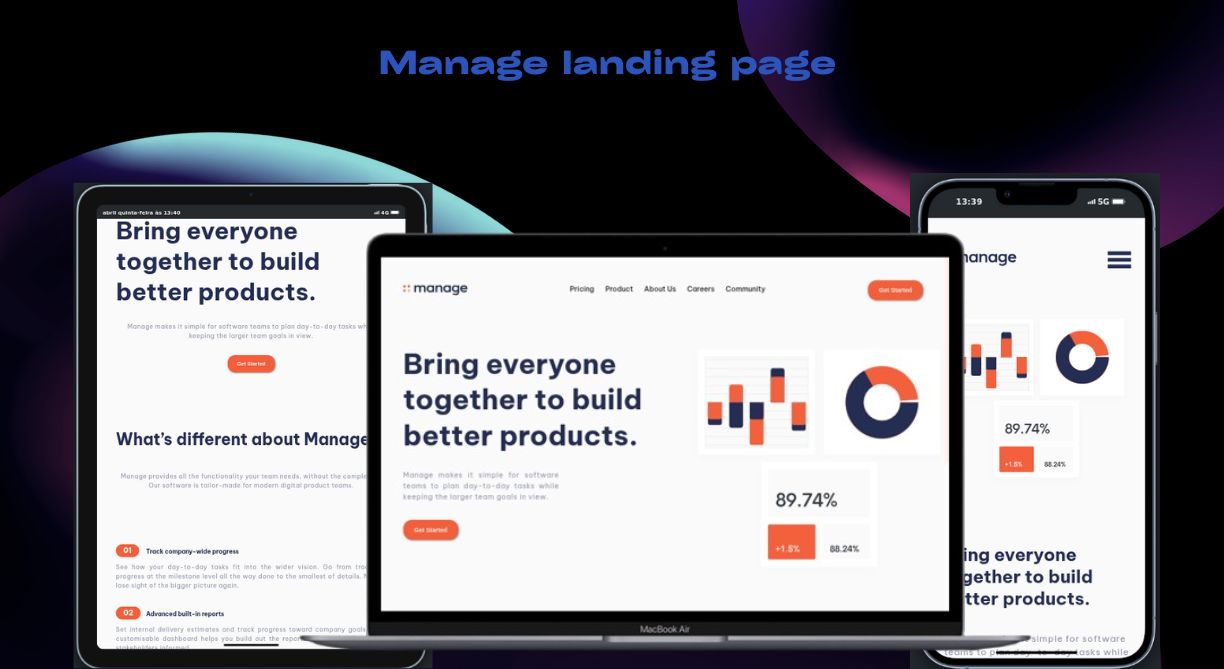 Manage landing page
abril quinta-feira às 13:40
4G
Bring everyone
together to build
better products.
Manage makes it simple for software teams to plan day-to-day tasks
keeping the larger team goals in view.
Get Started
What's different about Manage
Manage provides all the functionality your team needs, without the
Our software is tailor-made for modern digital product teams.
01 Track company-wide progress
See how your day-to-day tasks fit into the wider vision. Go from
progress at the milestone level all the way done to the smallest of details.
lose sight of the bigger picture again.
02 Advanced built-in reports
Set internal delivery estimates and track progress toward company goals.
customisable dashboard helps you build out the
stakeholders informed.
manage
Pricing Product About Us Careers Community
Get Started
Bring everyone
together to build
better products.
Manage makes it simple for software
teams to plan day-to-day tasks while
keeping the larger team goals in view.
Get Started
89.74%
+1.5% 88.24%
MacBook Air
13:39 5G
manage
89.74%
+1.5% 88.24%
ing everyone
gether to build
tter products.
simple for software
teams to plan day-to-day tasks while